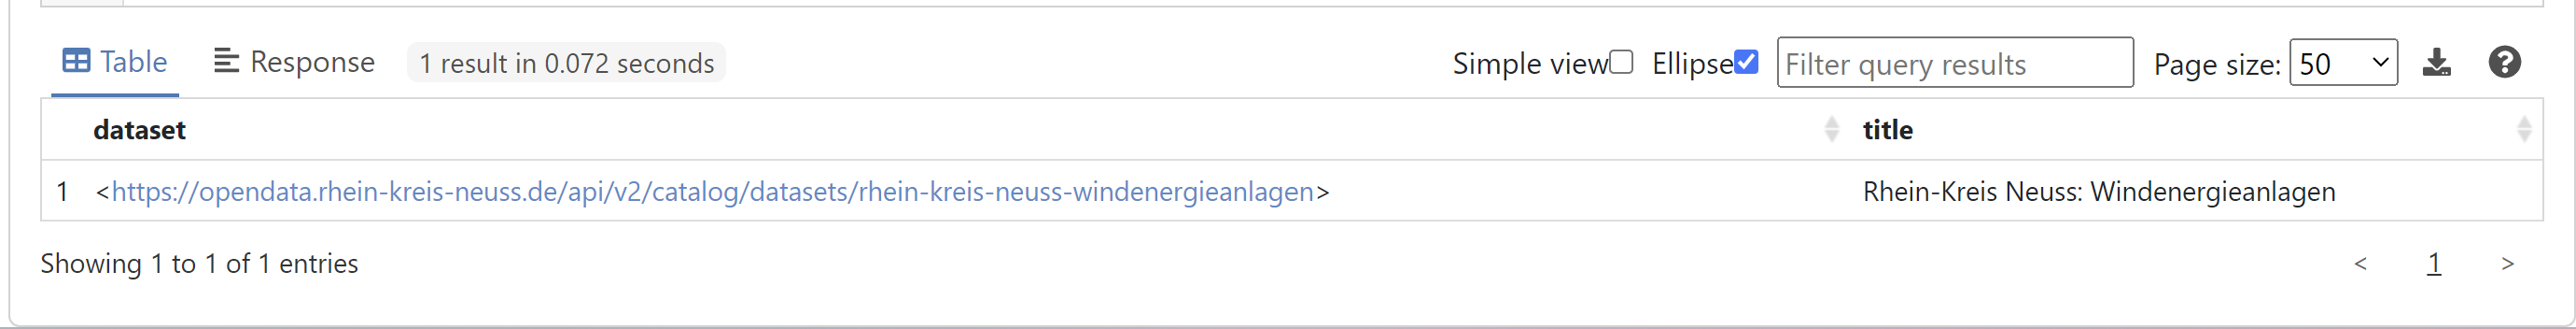 Table Response 1 result in 0.072 seconds Simple view Ellipse Filter query results Page size: 50
dataset title
1 <https://opendata.rhein-kreis-neuss.de/api/v2/catalog/datasets/rhein-kreis-neuss-windenergieanlagen> Rhein-Kreis Neuss: Windenergieanlagen
Showing 1 to 1 of 1 entries < 1 >